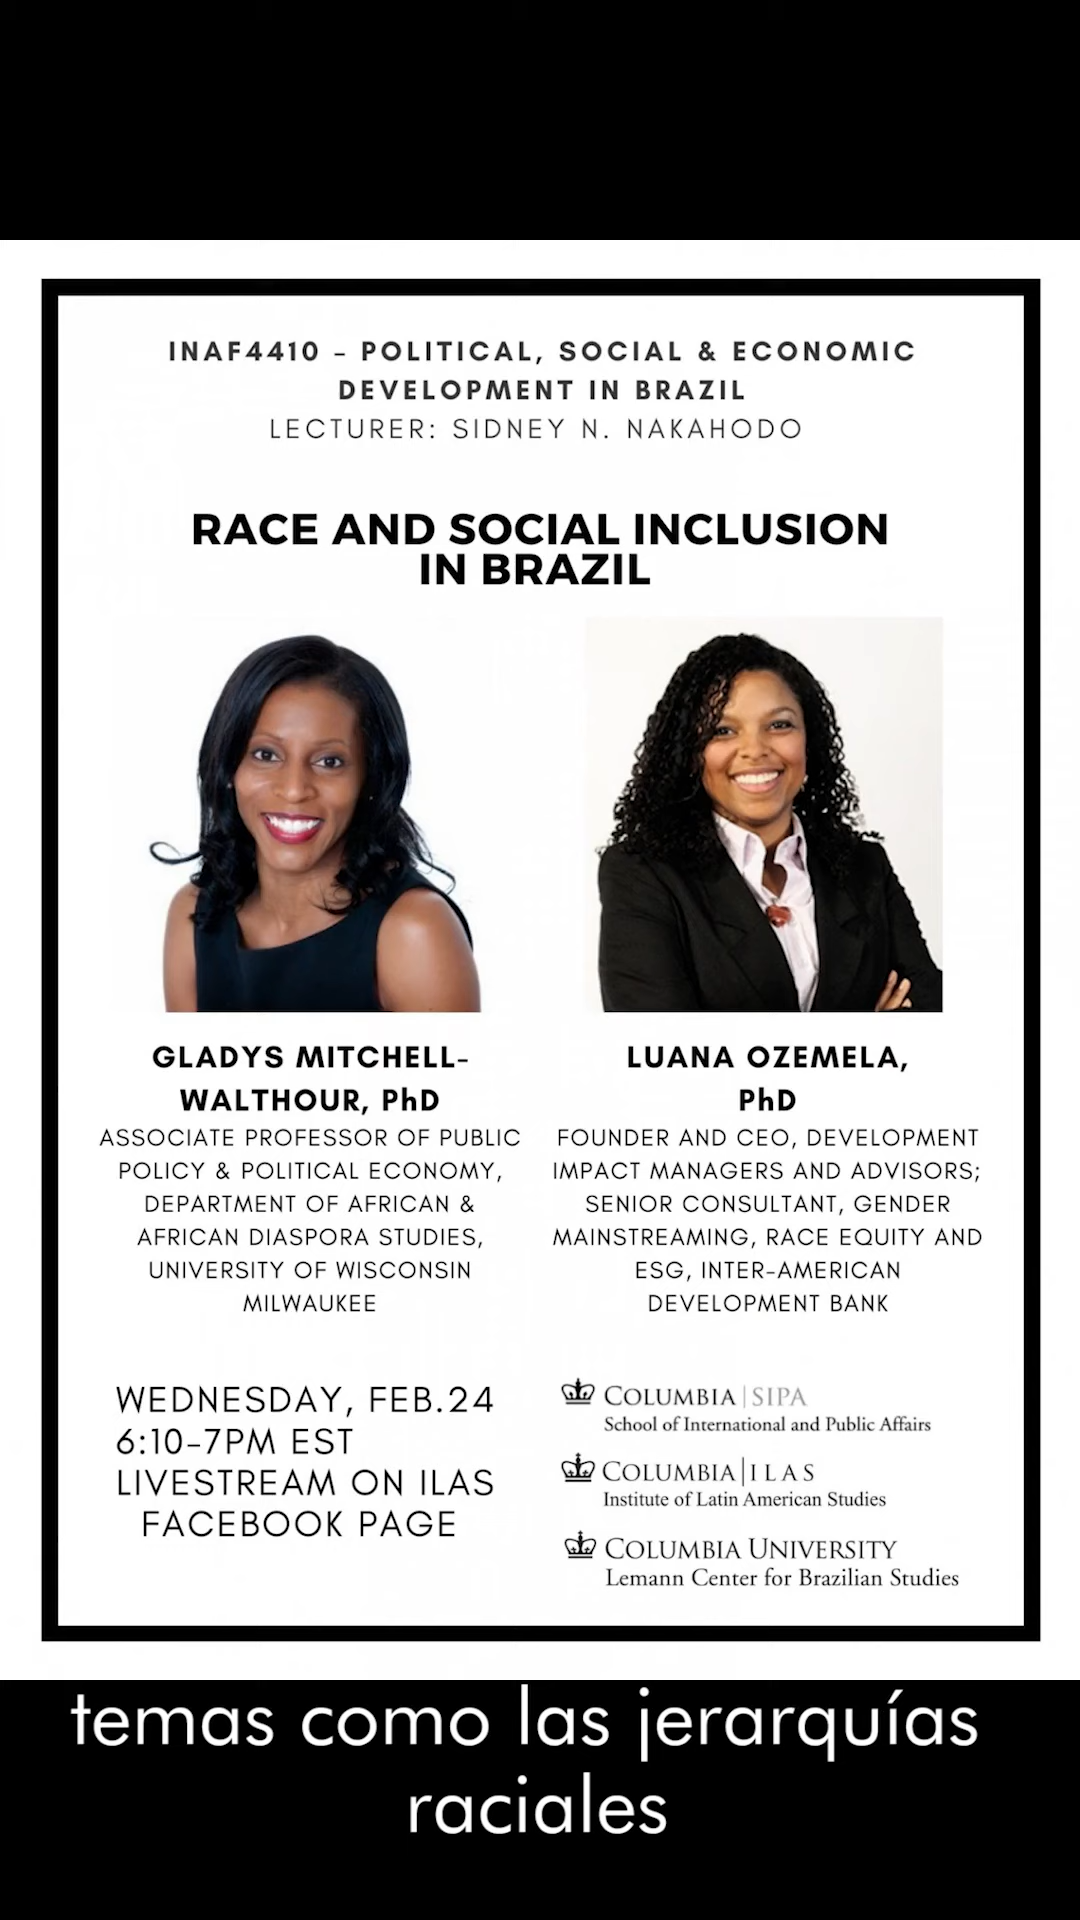 INAF4410 – POLITICAL, SOCIAL & ECONOMIC
DEVELOPMENT IN BRAZIL
LECTURER: SIDNEY N. NAKAHODO
RACE AND SOCIAL INCLUSION
IN BRAZIL
GLADYS MITCHELL-
WALTHOUR, PhD
ASSOCIATE PROFESSOR OF PUBLIC
POLICY & POLITICAL ECONOMY,
DEPARTMENT OF AFRICAN &
AFRICAN DIASPORA STUDIES,
UNIVERSITY OF WISCONSIN
MILWAUKEE
LUANA OZEMELA,
PhD
FOUNDER AND CEO, DEVELOPMENT
IMPACT MANAGERS AND ADVISORS;
SENIOR CONSULTANT, GENDER
MAINSTREAMING, RACE EQUITY AND
ESG, INTER-AMERICAN
DEVELOPMENT BANK
WEDNESDAY, FEB.24
6:10-7PM EST
LIVESTREAM ON ILAS
FACEBOOK PAGE
COLUMBIA | SIPA
School of International and Public Affairs
COLUMBIA | ILAS
Institute of Latin American Studies
COLUMBIA UNIVERSITY
Lemann Center for Brazilian Studies
temas como las jerarquías
raciales